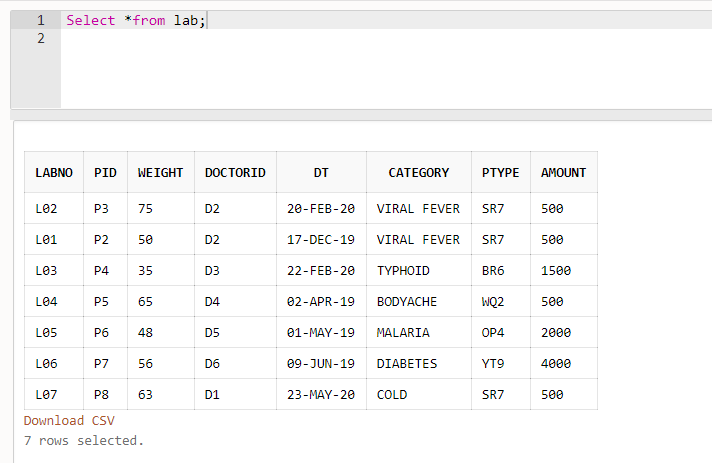 1 Select *from lab;
2
LABNO PID WEIGHT DOCTORID DT CATEGORY PTYPE AMOUNT
L02 P3 75 D2 20-FEB-20 VIRAL FEVER SR7 500
L01 P2 50 D2 17-DEC-19 VIRAL FEVER SR7 500
L03 P4 35 D3 22-FEB-20 TYPHOID BR6 1500
L04 P5 65 D4 02-APR-19 BODYACHE WQ2 500
L05 P6 48 D5 01-MAY-19 MALARIA OP4 2000
L06 P7 56 D6 09-JUN-19 DIABETES YT9 4000
L07 P8 63 D1 23-MAY-20 COLD SR7 500
Download CSV
7 rows selected.